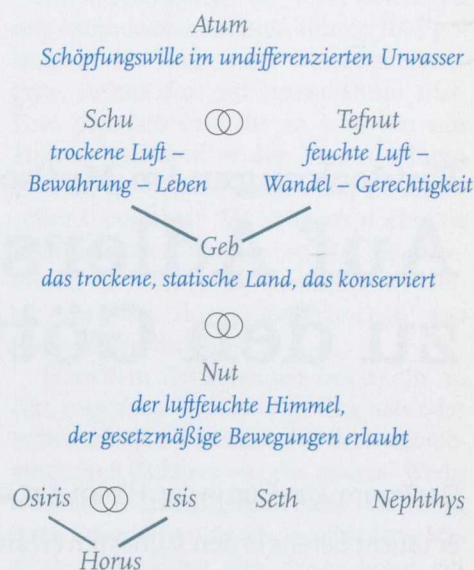 Atum
Schöpfungswille im undifferenzierten Urwasser
Schu Tefnut
trockene Luft – feuchte Luft –
Bewahrung – Leben Wandel – Gerechtigkeit
Geb
das trockene, statische Land, das konserviert
Nut
der luftfeuchte Himmel,
der gesetzmäßige Bewegungen erlaubt
Osiris Isis Seth Nephthys
Horus